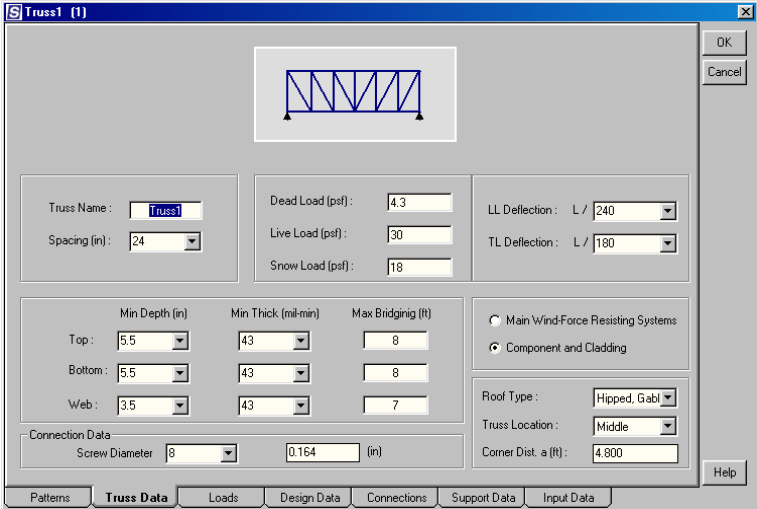 S Truss1 (1)
OK
Cancel
Truss Name : Truss1
Spacing (in) : 24
Dead Load (psf) : 4.3
Live Load (psf) : 30
Snow Load (psf) : 18
LL Deflection : L / 240
TL Deflection : L / 180
Min Depth (in) Min Thick (mil-min) Max Bridginig (ft)
Top : 5.5 43 8
Bottom : 5.5 43 8
Web : 3.5 43 7
Main Wind-Force Resisting Systems
Component and Cladding
Roof Type : Hipped, Gabl
Truss Location : Middle
Corner Dist. a (ft) : 4.800
Connection Data
Screw Diameter 8 0.164 (in)
Help
Patterns Truss Data Loads Design Data Connections Support Data Input Data